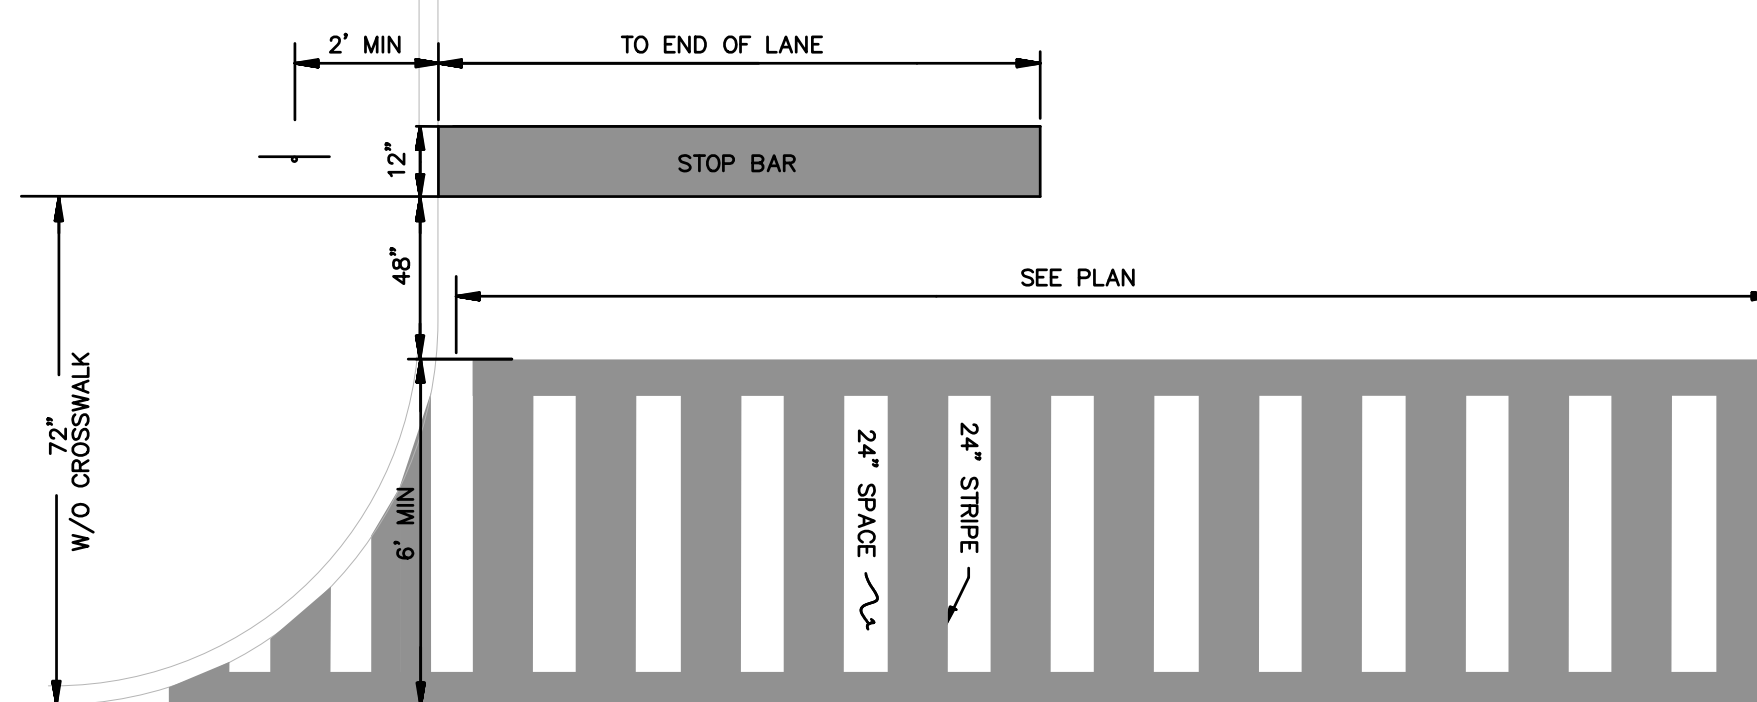 2' MIN
TO END OF LANE
12"
STOP BAR
48"
SEE PLAN
72"
W/O CROSSWALK
6' MIN
24" SPACE
24" STRIPE